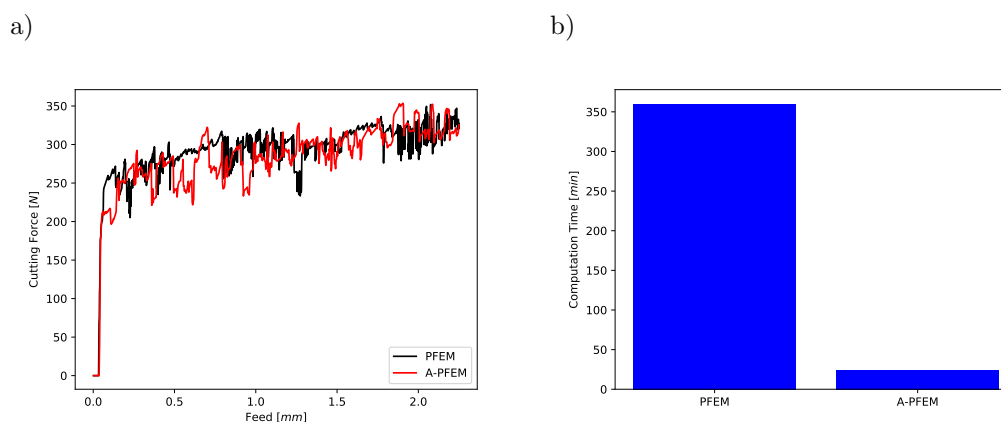 a)
b)
350
300
250
200
150
100
50
0
Cutting Force [N]
0.0 0.5 1.0 1.5 2.0
Feed [mm]
PFEM
A-PFEM
350
300
250
200
150
100
50
0
Computation Time [min]
PFEM A-PFEM